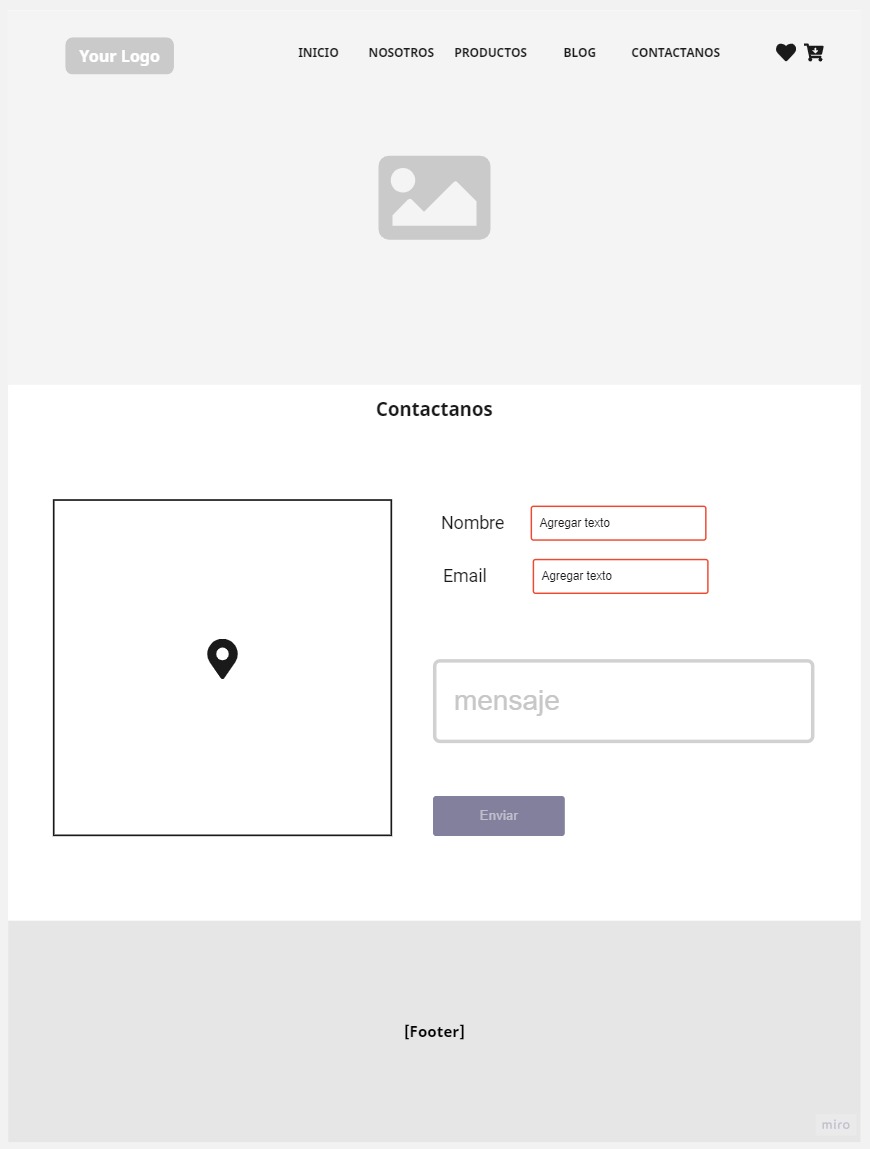 Your Logo
INICIO NOSOTROS PRODUCTOS BLOG CONTACTANOS
Contactanos
Nombre Agregar texto
Email Agregar texto
mensaje
Enviar
[Footer]
miro